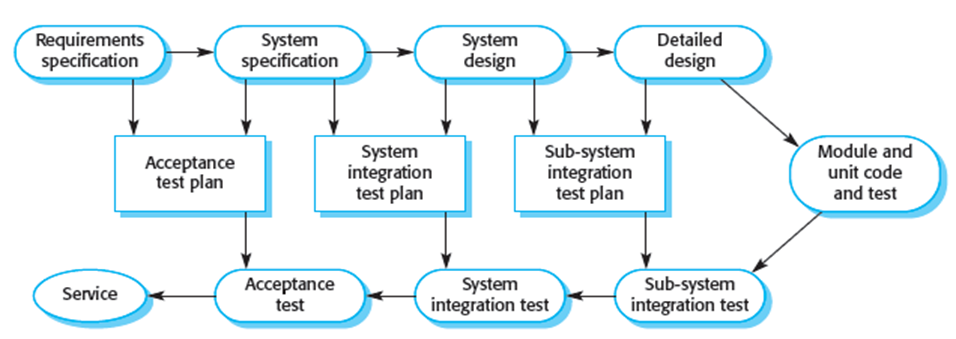 Requirements
specification
System
specification
System
design
Detailed
design
Acceptance
test plan
System
integration
test plan
Sub-system
integration
test plan
Module and
unit code
and test
Service
Acceptance
test
System
integration test
Sub-system
integration test